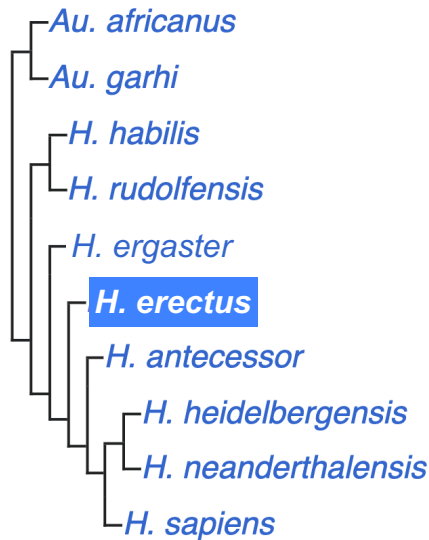 Au. africanus
Au. garhi
H. habilis
H. rudolfensis
H. ergaster
H. erectus
H. antecessor
H. heidelbergensis
H. neanderthalensis
H. sapiens